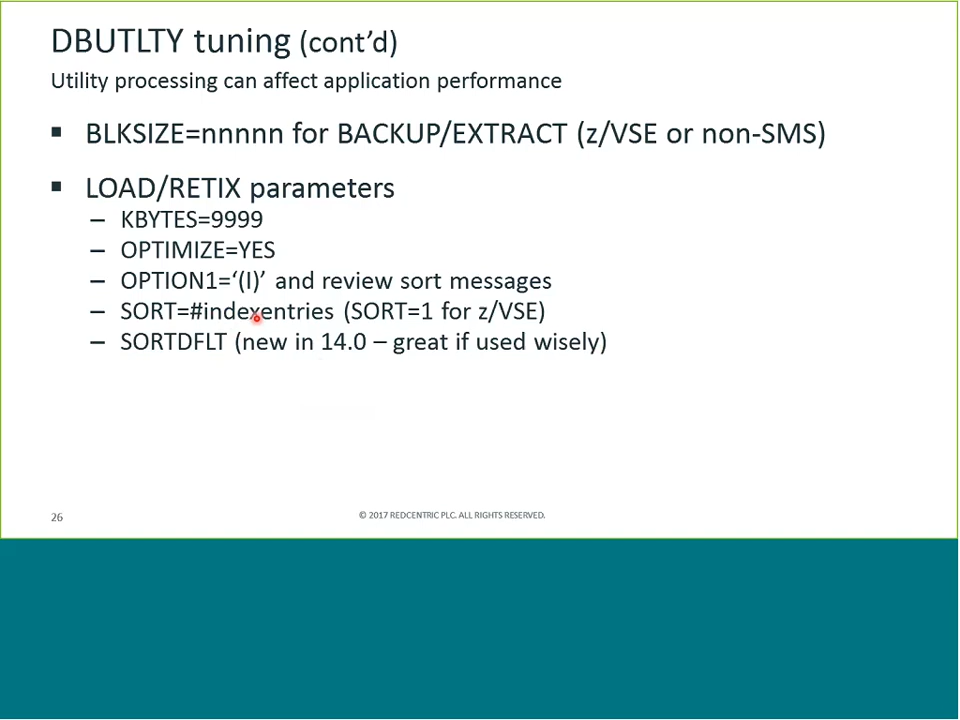 DBUTLTY tuning (cont’d)
Utility processing can affect application performance
▪ BLKSIZE=nnnnn for BACKUP/EXTRACT (z/VSE or non-SMS)
▪ LOAD/RETIX parameters
– KBYTES=9999
– OPTIMIZE=YES
– OPTION1=‘(I)’ and review sort messages
– SORT=#indexentries (SORT=1 for z/VSE)
– SORTDFLT (new in 14.0 – great if used wisely)
26
© 2017 REDCENTRIC PLC. ALL RIGHTS RESERVED.